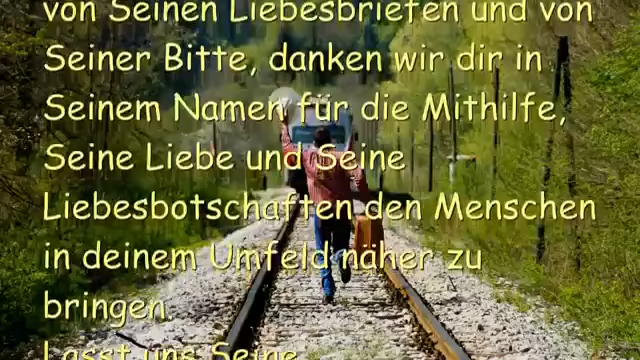 von Seinen Liebesbriefen und von
Seiner Bitte, danken wir dir in
Seinem Namen für die Mithilfe,
Seine Liebe und Seine
Liebesbotschaften den Menschen
in deinem Umfeld näher zu
bringen.
Lasst uns Seine